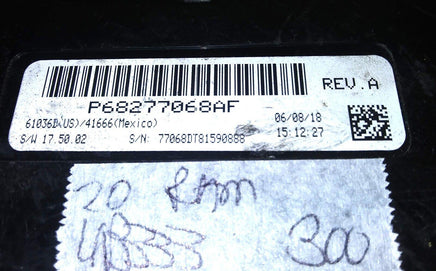 REV.A
P68277068AF
61036D(US)/41666(Mexico) 06/08/18
S/W 17.50.02 S/N: 77068DT81590888 15:12:27
20 RAM
300